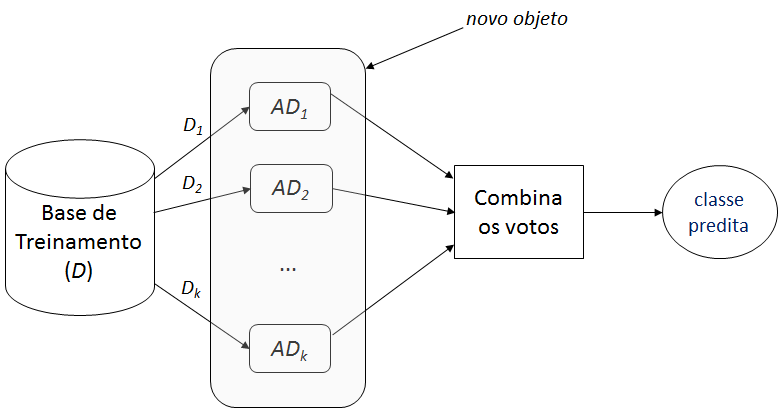 novo objeto
AD1
D1
D2
AD2
Base de
Treinamento
(D)
Combina
os votos
classe
predita
...
Dk
ADk